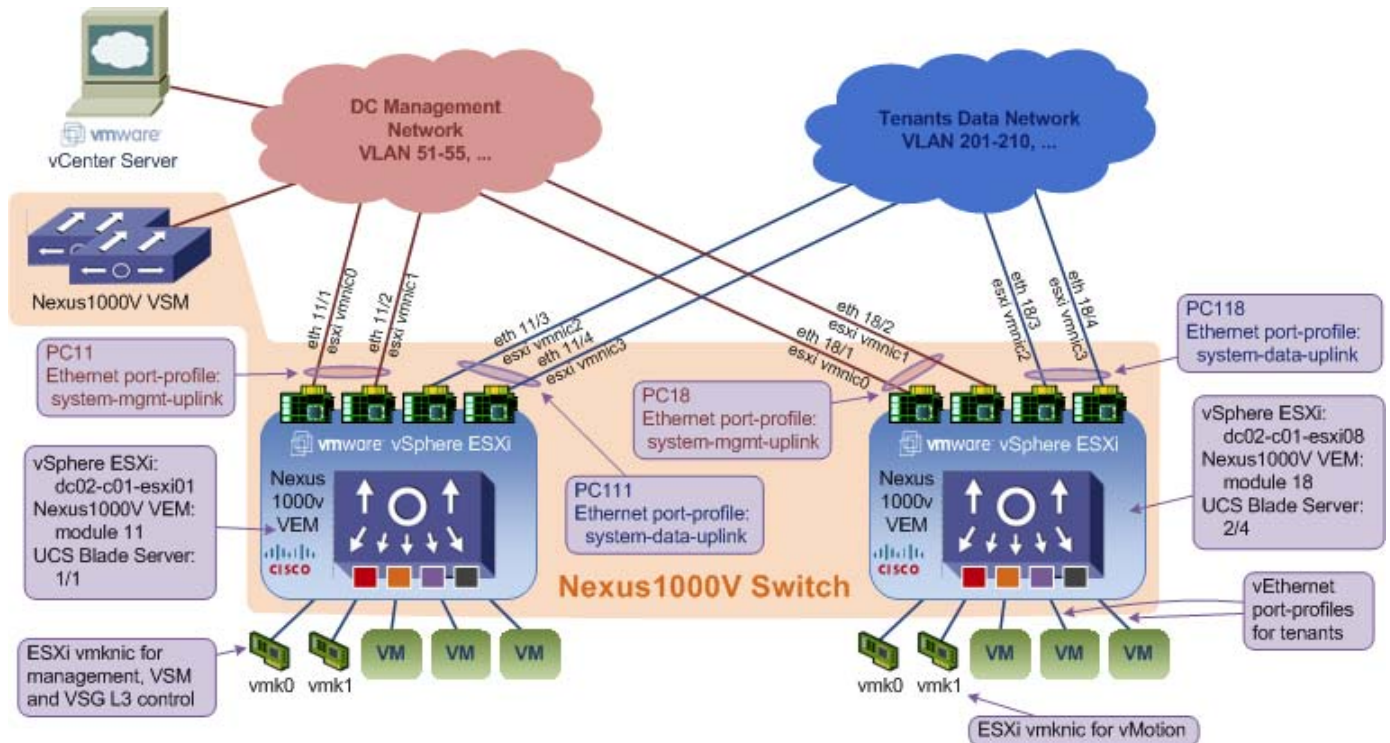 DC Management
Network
VLAN 51-55, ...
Tenants Data Network
VLAN 201-210, ...
vmware
vCenter Server
Nexus1000V VSM
eth 11/1
esxi vmnic0
eth 11/2
esxi vmnic1
eth 11/3
esxi vmnic2
eth 11/4
esxi vmnic3
eth 18/2
esxi vmnic1
eth 18/1
esxi vmnic0
eth 18/3
esxi vmnic2
eth 18/4
esxi vmnic3
PC11
Ethernet port-profile:
system-mgmt-uplink
PC18
Ethernet port-profile:
system-mgmt-uplink
PC118
Ethernet port-profile:
system-data-uplink
vmware vSphere ESXi
Nexus
1000v
VEM
CISCO
vSphere ESXi:
dc02-c01-esxi01
Nexus1000V VEM:
module 11
UCS Blade Server:
1/1
PC111
Ethernet port-profile:
system-data-uplink
vmware vSphere ESXi
Nexus
1000v
VEM
CISCO
vSphere ESXi:
dc02-c01-esxi08
Nexus1000V VEM:
module 18
UCS Blade Server:
2/4
Nexus1000V Switch
vEthernet
port-profiles
for tenants
ESXi vmknic for
management, VSM
and VSG L3 control
vmk0
vmk1
VM
VM
VM
vmk0
vmk1
VM
VM
VM
ESXi vmknic for vMotion